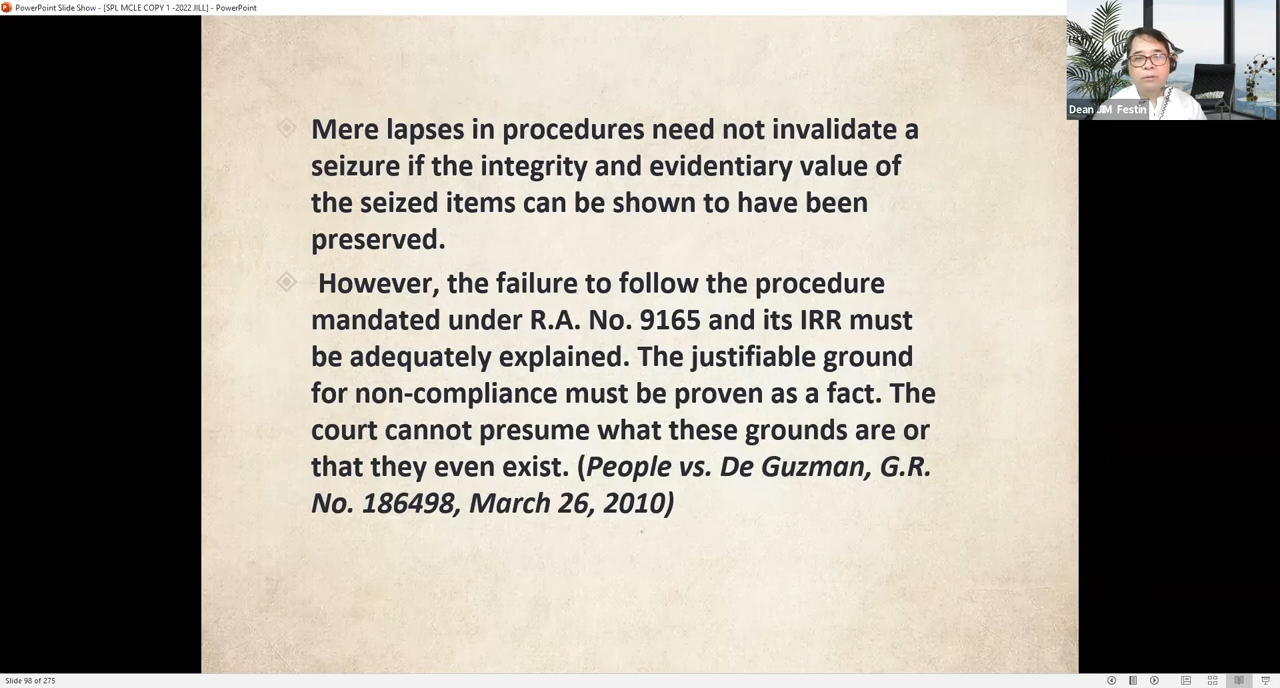 PowerPoint Slide Show - [SPL MCLE COPY 1 -2022 JILL] - PowerPoint
Dean JIM Festin
Mere lapses in procedures need not invalidate a
seizure if the integrity and evidentiary value of
the seized items can be shown to have been
preserved.
However, the failure to follow the procedure
mandated under R.A. No. 9165 and its IRR must
be adequately explained. The justifiable ground
for non-compliance must be proven as a fact. The
court cannot presume what these grounds are or
that they even exist. (People vs. De Guzman, G.R.
No. 186498, March 26, 2010)
Slide 98 of 275